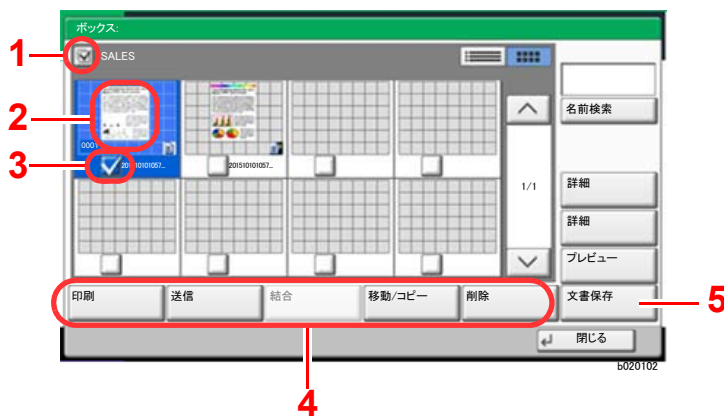 ボックス:
1
SALES
2
名前検索
0001
3
201510101057...
201510101057...
1/1
詳細
詳細
プレビュー
印刷
送信
結合
移動/コピー
削除
文書保存
5
閉じる
b020102
4